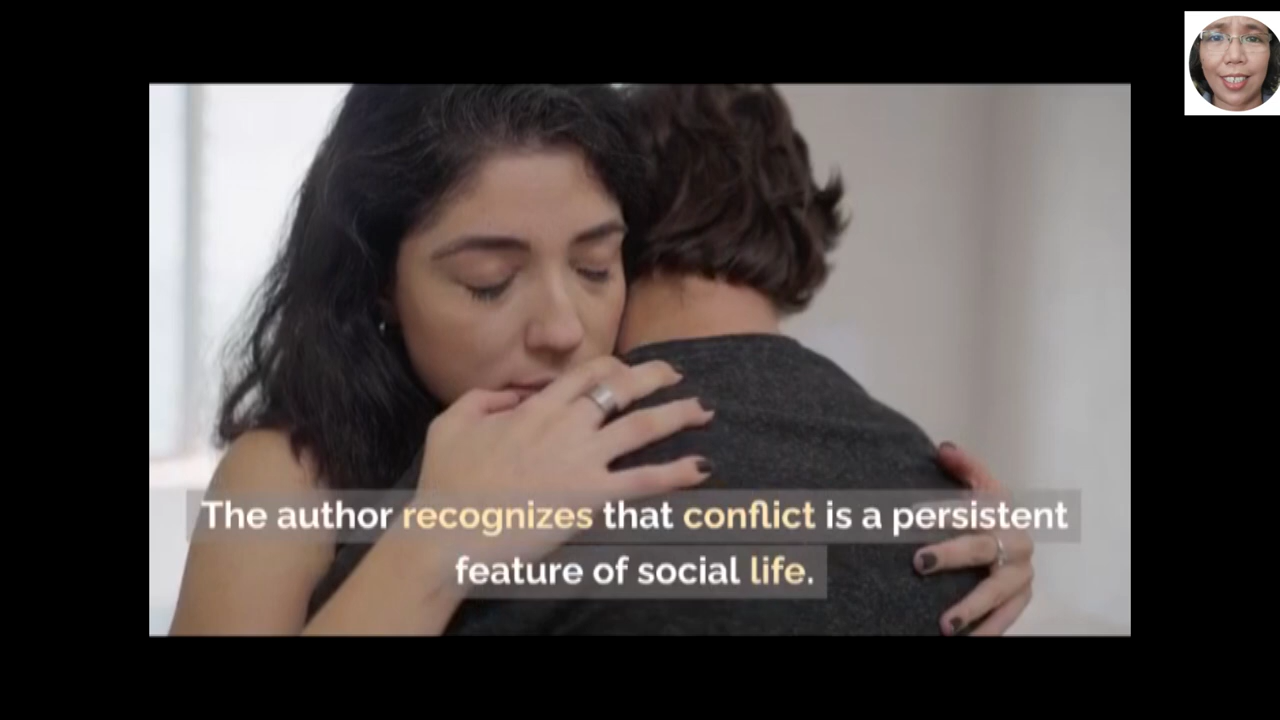 The author recognizes that conflict is a persistent
feature of social life.